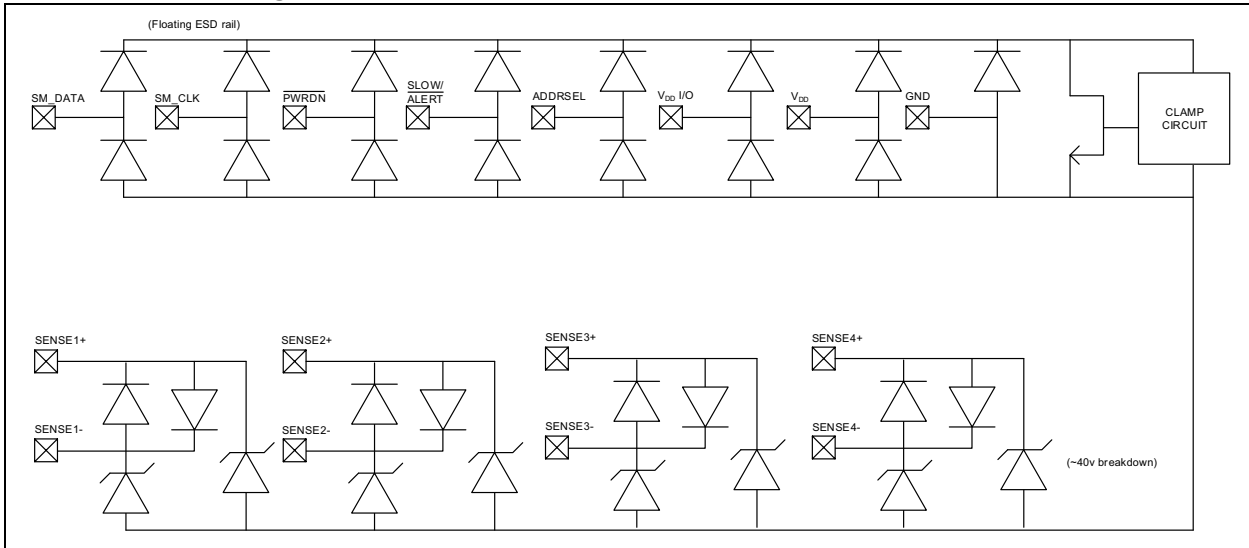 (Floating ESD rail)
SM_DATA
SM_CLK
PWRDN
SLOW/
ALERT
ADDRSEL
VDD I/O
VDD
GND
CLAMP
CIRCUIT
SENSE1+
SENSE2+
SENSE3+
SENSE4+
SENSE1-
SENSE2-
SENSE3-
SENSE4-
(~40v breakdown)